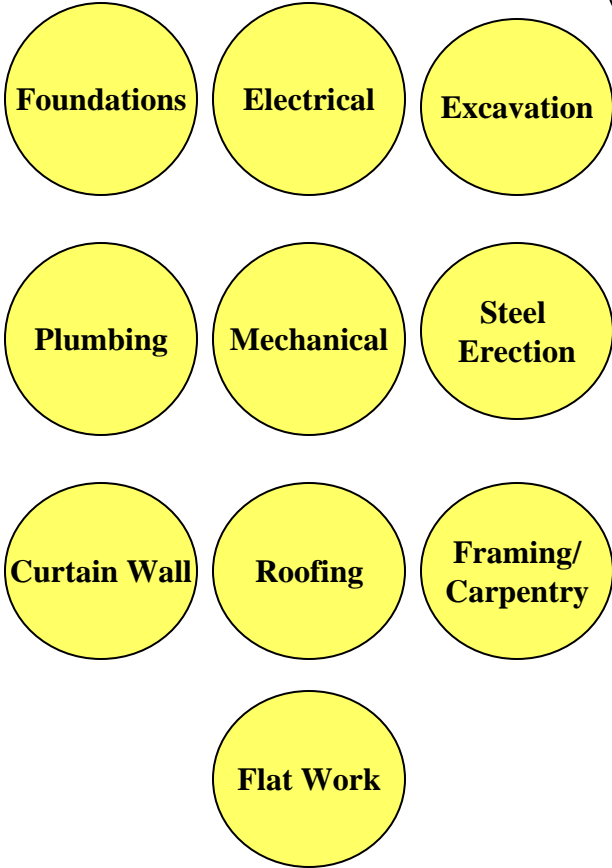 Foundations
Electrical
Excavation
Plumbing
Mechanical
Steel
Erection
Curtain Wall
Roofing
Framing/
Carpentry
Flat Work